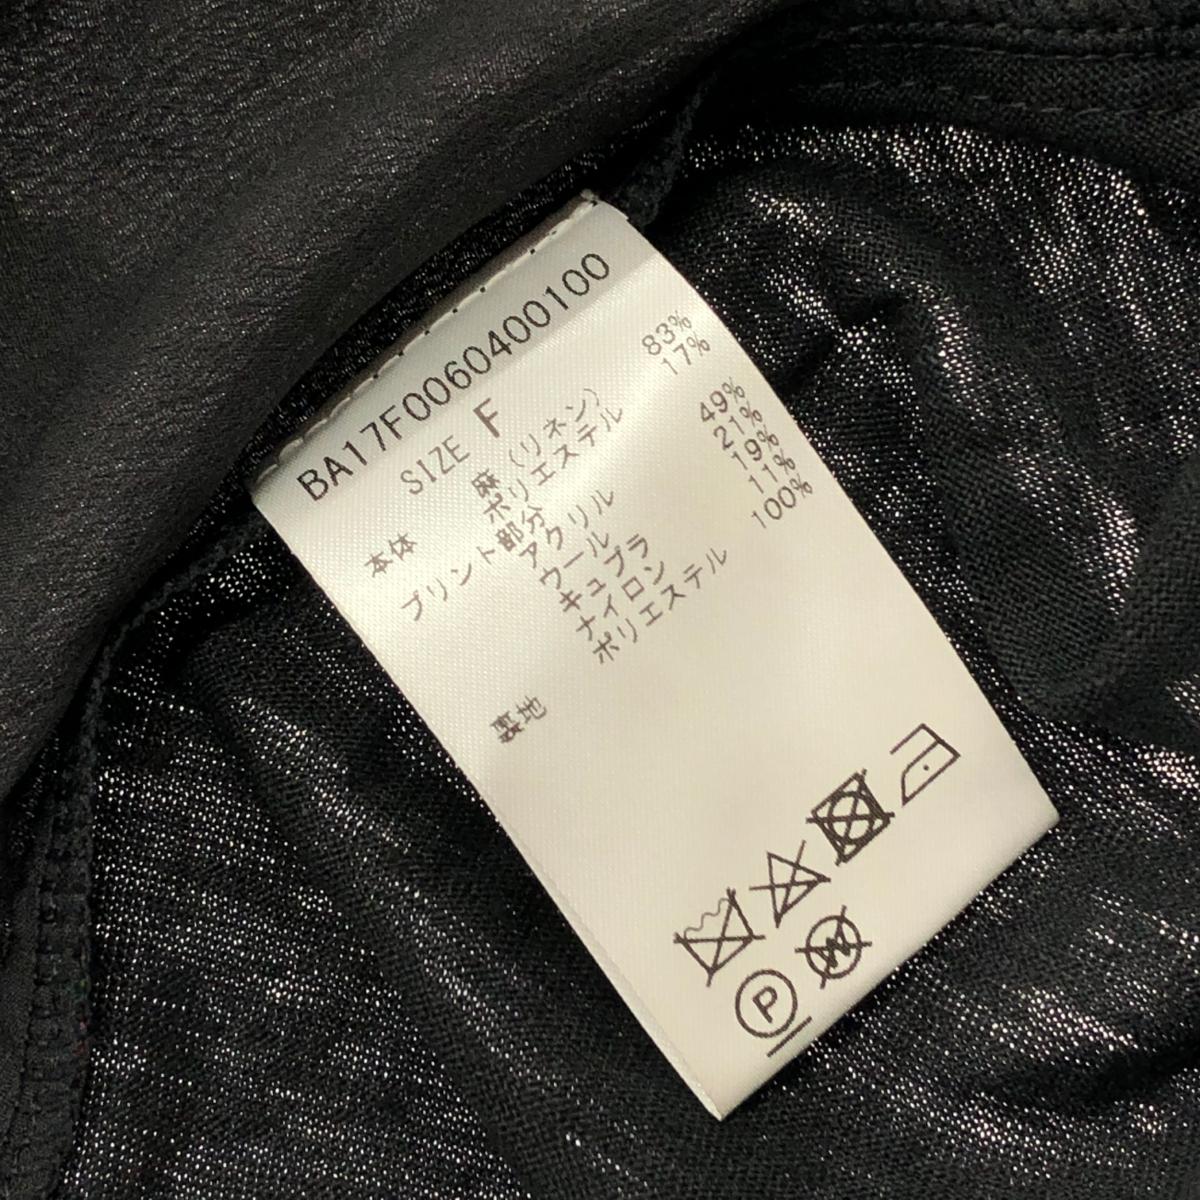 BA17F0060400100
SIZE F
本体 麻(リネン) 83%
ポリエステル 17%
プリント部分
アクリル 49%
ウール 21%
キュプラ 19%
ナイロン 11%
裏地 ポリエステル 100%
P W